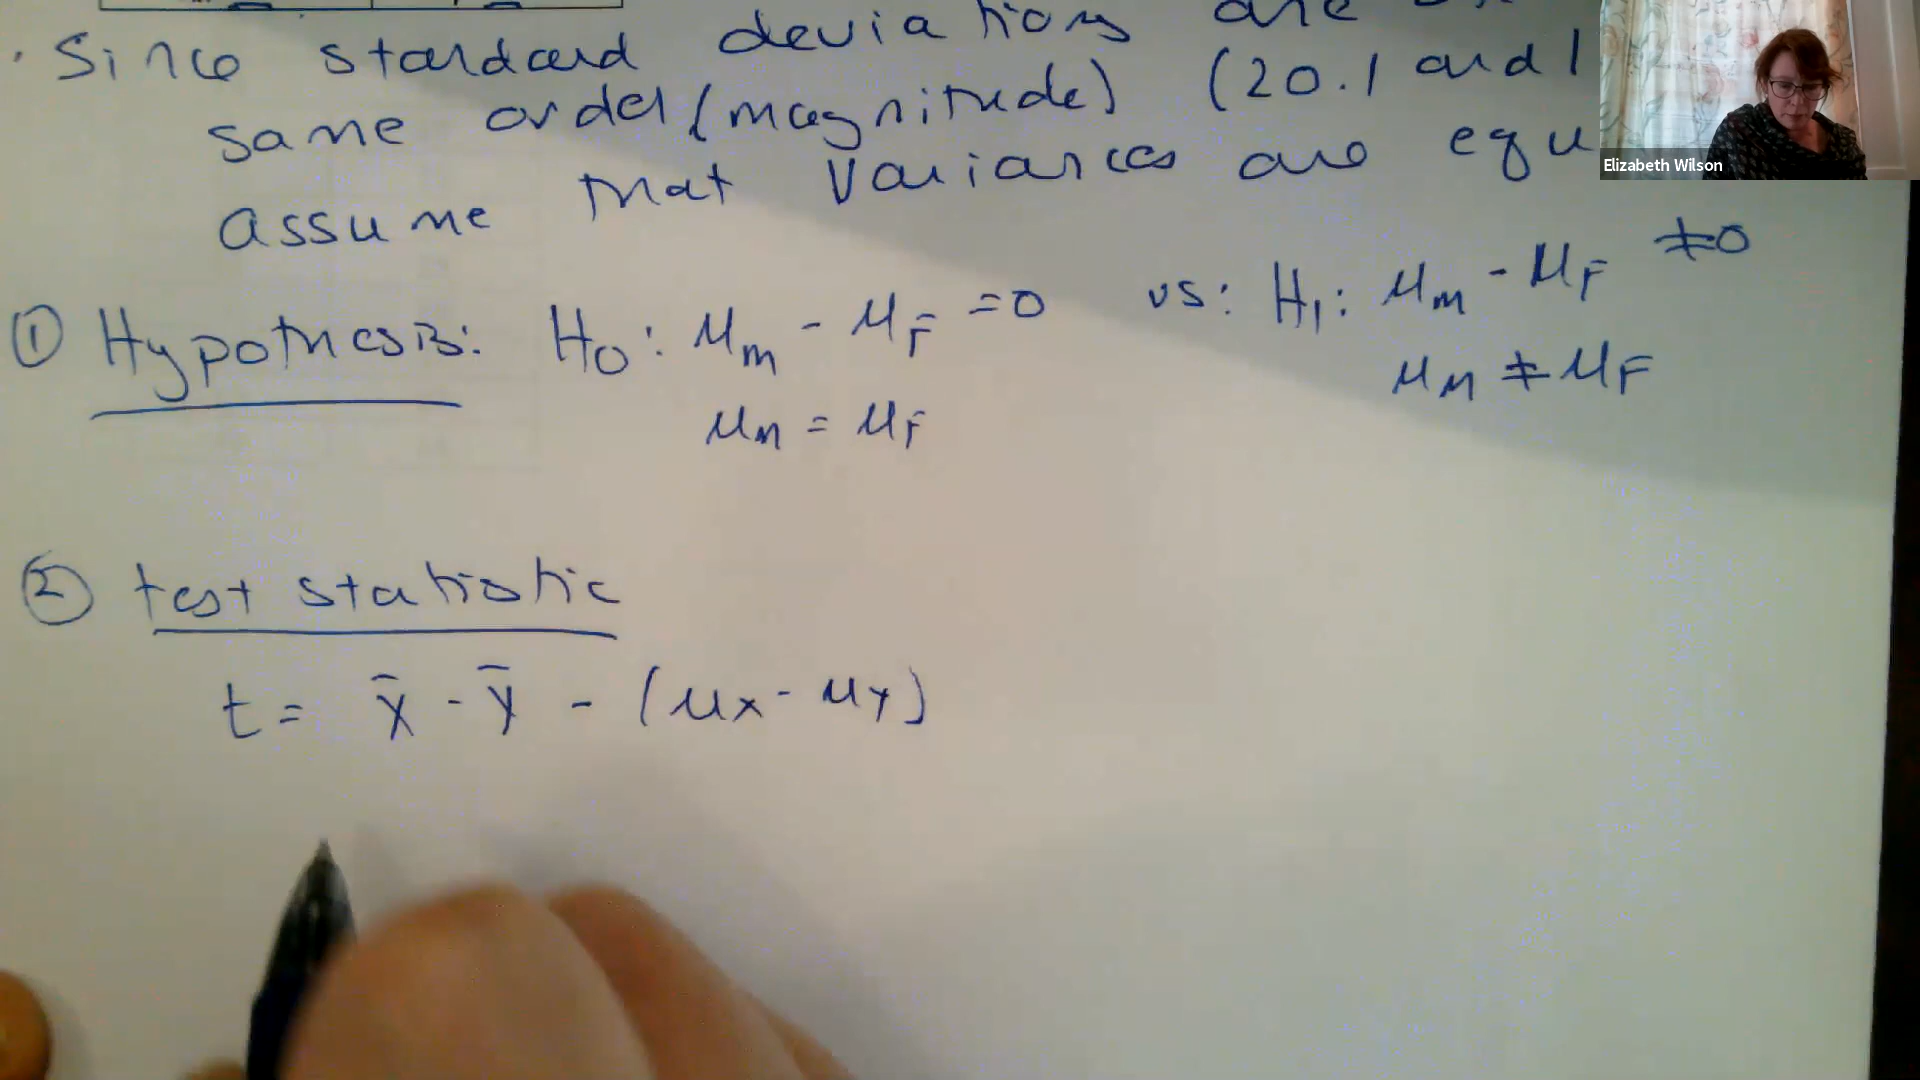 · Since standard deviations are
same order (magnitude) (20.1 and 1
assume that variances are equ
① Hypothesis: H₀: μₘ - μF = 0 vs: H₁: μₘ - μF ≠ 0
μₘ = μF μₘ ≠ μF
② test statistic
t = x̄ - ȳ - (μx - μy)
Elizabeth Wilson